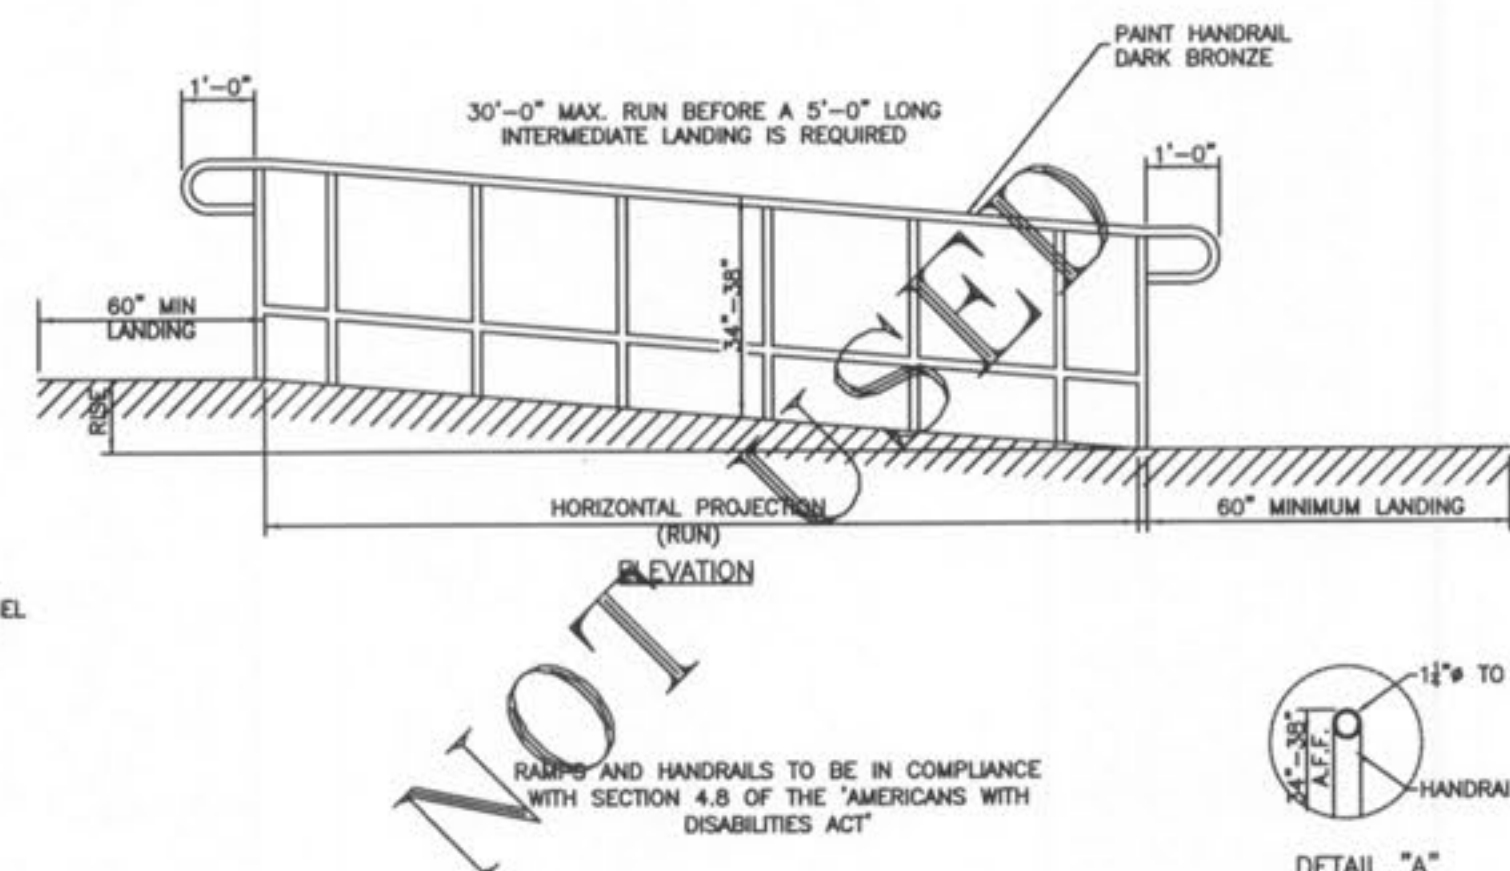 PAINT HANDRAIL
DARK BRONZE
1'-0"
30'-0" MAX. RUN BEFORE A 5'-0" LONG
INTERMEDIATE LANDING IS REQUIRED
1'-0"
34"-38"
60" MIN
LANDING
RISE
HORIZONTAL PROJECTION
(RUN)
60" MINIMUM LANDING
ELEVATION
EL
NOT USED
RAMPS AND HANDRAILS TO BE IN COMPLIANCE
WITH SECTION 4.8 OF THE "AMERICANS WITH
DISABILITIES ACT"
1¼"ø TO
34"-38"
A.F.F.
HANDRAI
DETAIL "A"